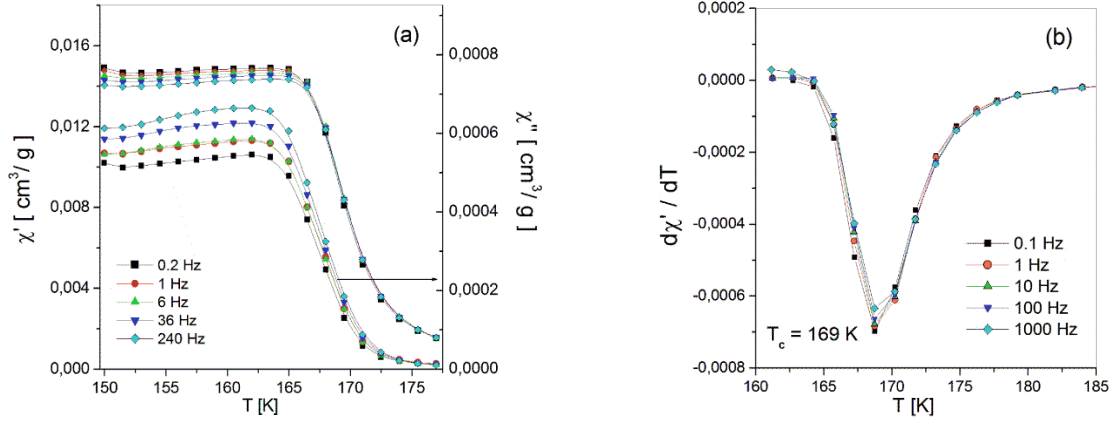 (a)
0,016
0,012
0,008
0,004
0,000
χ' [ cm³/ g ]
0,0008
0,0006
0,0004
0,0002
0,0000
χ'' [ cm³/ g ]
0.2 Hz
1 Hz
6 Hz
36 Hz
240 Hz
150 155 160 165 170 175
T [K]
(b)
0,0000
-0,0002
-0,0004
-0,0006
-0,0008
dχ' / dT
0.1 Hz
1 Hz
10 Hz
100 Hz
1000 Hz
T_c = 169 K
160 165 170 175 180 185
T [K]